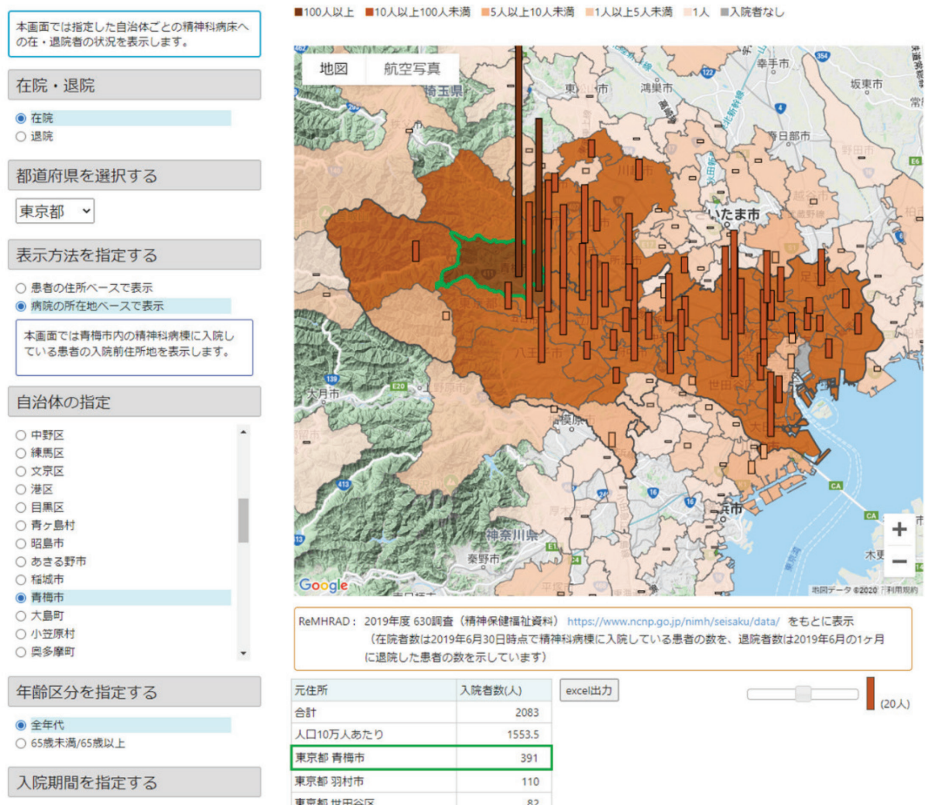 本画面では指定した自治体ごとの精神科病床へ
の在・退院者の状況を表示します。
在院・退院
在院
退院
都道府県を選択する
東京都
表示方法を指定する
患者の住所ベースで表示
病院の所在地ベースで表示
本画面では青梅市内の精神科病棟に入院し
ている患者の入院前住所地を表示します。
自治体の指定
中野区
練馬区
文京区
港区
目黒区
青ヶ島村
昭島市
あきる野市
稲城市
青梅市
大島町
小笠原村
奥多摩町
年齢区分を指定する
全年代
65歳未満/65歳以上
入院期間を指定する
■100人以上 ■10人以上100人未満 ■5人以上10人未満 ■1人以上5人未満 ■1人 ■入院者なし
地図 航空写真
埼玉県
鴻巣市
幸手市
坂東市
春日部市
野田市
いたま市
川越
八王子市
世田谷区
大月市
神奈川県
秦野市
122
354
4
E6
139
E20
413
16
16
CA
CA
E1
+
−
Google
地図データ ©2020 利用規約
ReMHRAD： 2019年度 630調査（精神保健福祉資料） https://www.ncnp.go.jp/nimh/seisaku/data/ をもとに表示
（在院者数は2019年6月30日時点で精神科病棟に入院している患者の数を、退院者数は2019年6月の1ヶ月
に退院した患者の数を示しています）
元住所 入院者数(人)
excel出力
(20人)
合計 2083
人口10万人あたり 1553.5
東京都 青梅市 391
東京都 羽村市 110
東京都 世田谷区 82